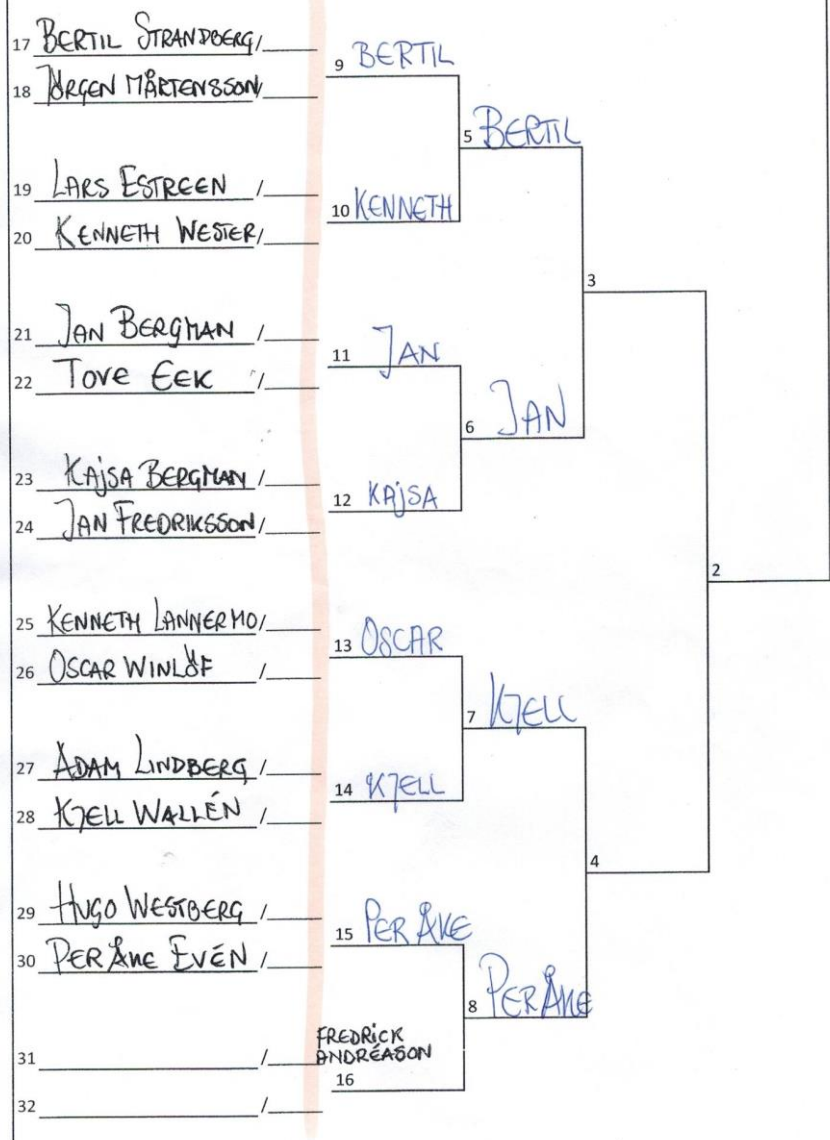 17 BERTIL STRANDBERG/
9 BERTIL
18 JÖRGEN MÅRTENSSON/
5 BERTIL
19 LARS ESTREEN /
10 KENNETH
20 KENNETH WESTER/
3
21 JAN BERGMAN /
11 JAN
22 TOVE EEK /
6 JAN
23 KAJSA BERGMAN /
12 KAJSA
24 JAN FREDRIKSSON/
2
25 KENNETH LANNERMO/
13 OSCAR
26 OSCAR WINLÖF /
7 KJELL
27 ADAM LINDBERG /
14 KJELL
28 KJELL WALLÉN /
4
29 HUGO WESTBERG /
15 PER ÅKE
30 PER ÅKE EVÉN /
8 PER ÅKE
FREDRICK
31 / ANDRÉASON
16
32 /